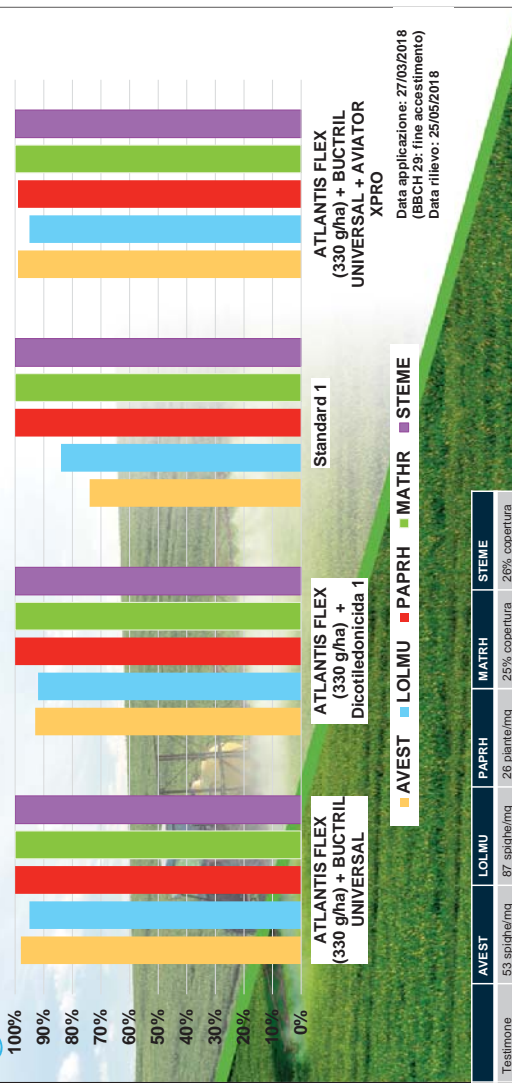 100%
90%
80%
70%
60%
50%
40%
30%
20%
10%
0%
ATLANTIS FLEX
(330 g/ha) + BUCTRIL
UNIVERSAL
ATLANTIS FLEX
(330 g/ha) +
Dicotiledonicida 1
Standard 1
ATLANTIS FLEX
(330 g/ha) + BUCTRIL
UNIVERSAL + AVIATOR
XPRO
AVEST LOLMU PAPRH MATHR STEME
Data applicazione: 27/03/2018
(BBCH 29: fine accestimento)
Data rilievo: 25/05/2018
AVEST LOLMU PAPRH MATRH STEME
Testimone 53 spighe/mq 87 spighe/mq 26 piante/mq 25% copertura 26% copertura